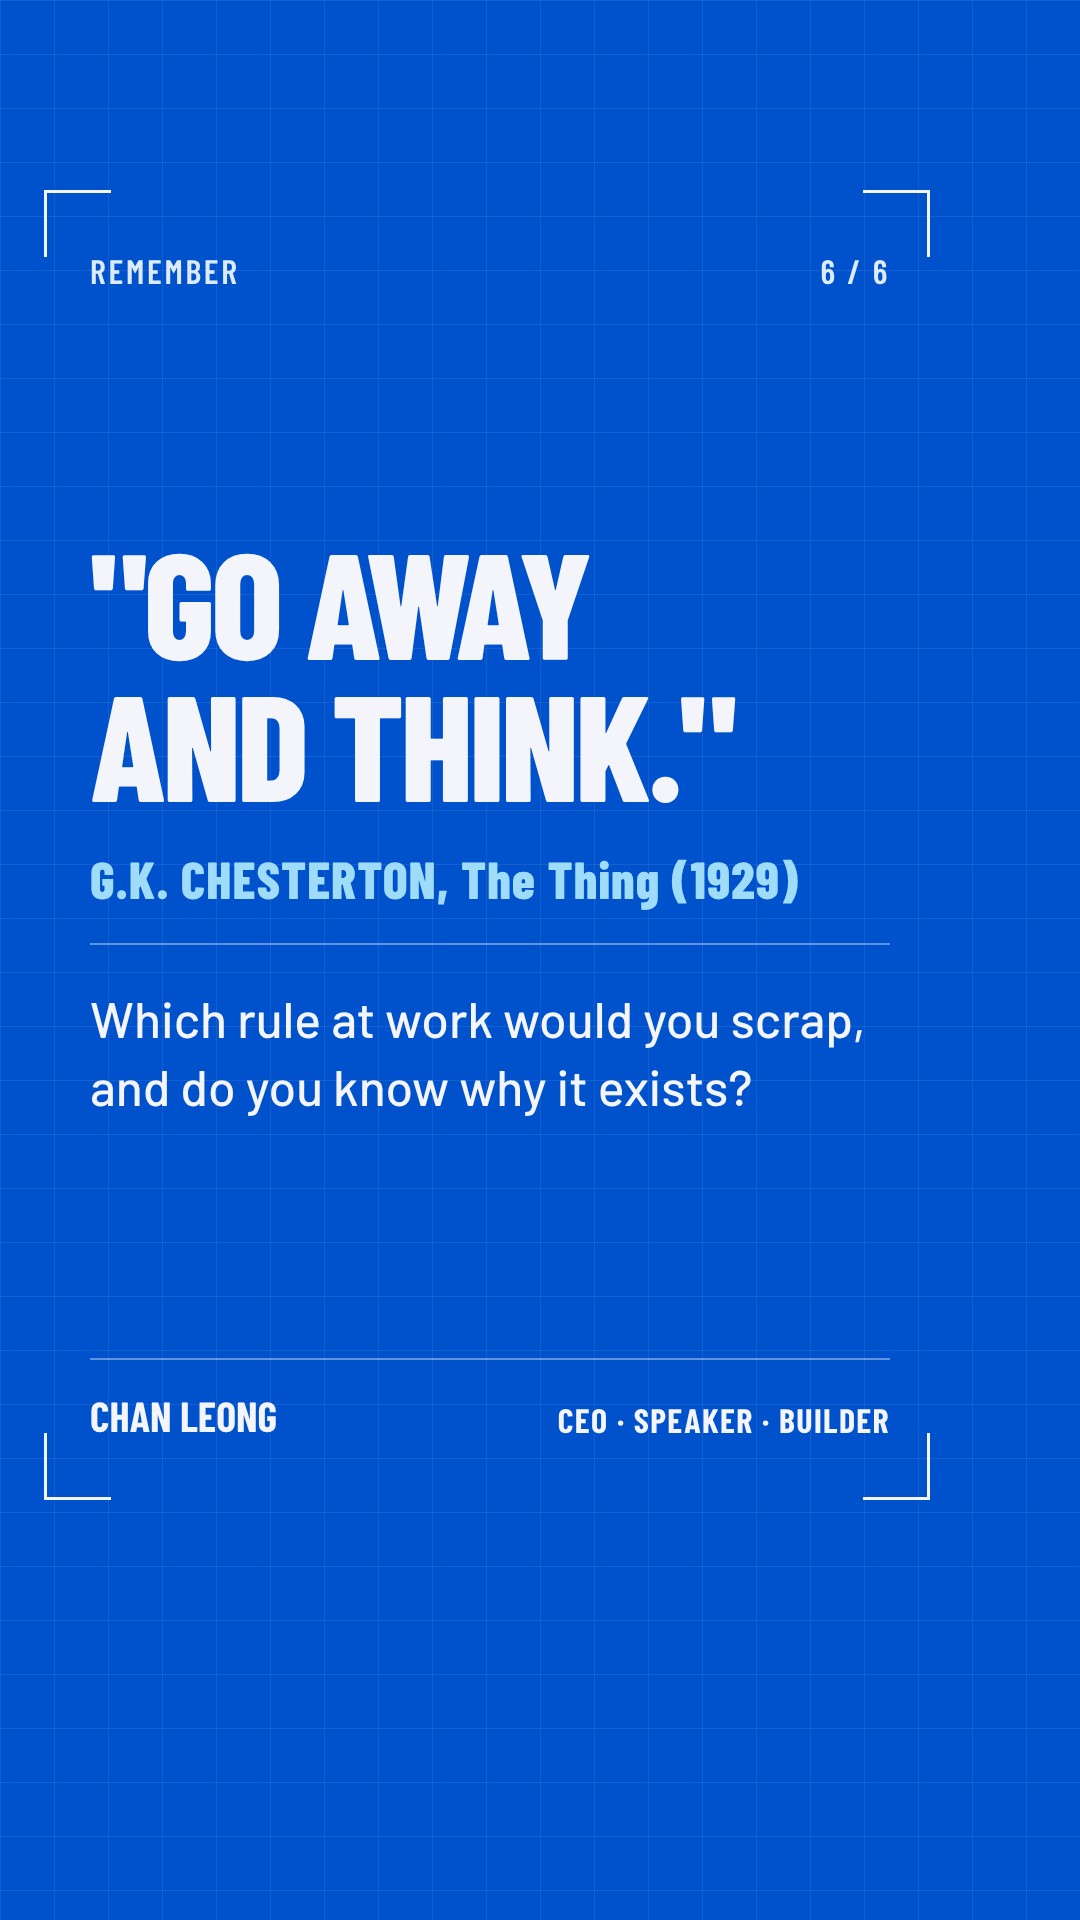 REMEMBER
6 / 6
"GO AWAY
AND THINK."
G.K. CHESTERTON, The Thing (1929)
Which rule at work would you scrap,
and do you know why it exists?
CHAN LEONG
CEO · SPEAKER · BUILDER